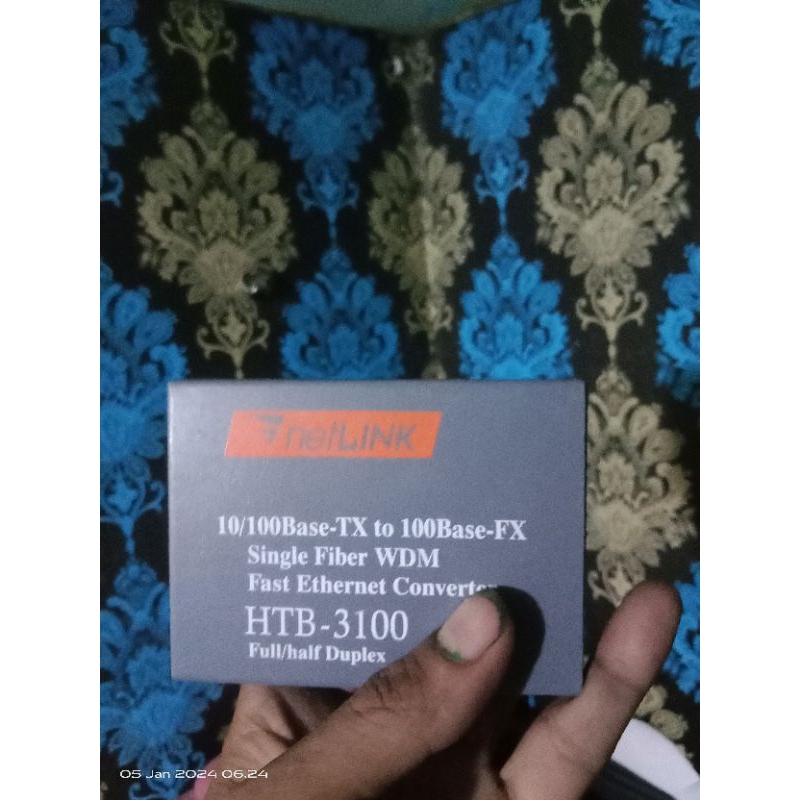 netLINK
10/100Base-TX to 100Base-FX
Single Fiber WDM
Fast Ethernet Converter
HTB-3100
Full/half Duplex
05 Jan 2024 06:24